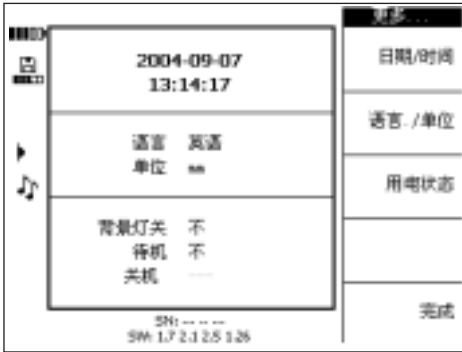 更多...
2004-09-07
13:14:17
语言 英语
单位 mm
背景灯关 不
待机 不
关机 ---
日期/时间
语言./单位
用电状态
完成
SN: -- -- --
SW: 1.7 2.1 2.5 1.26